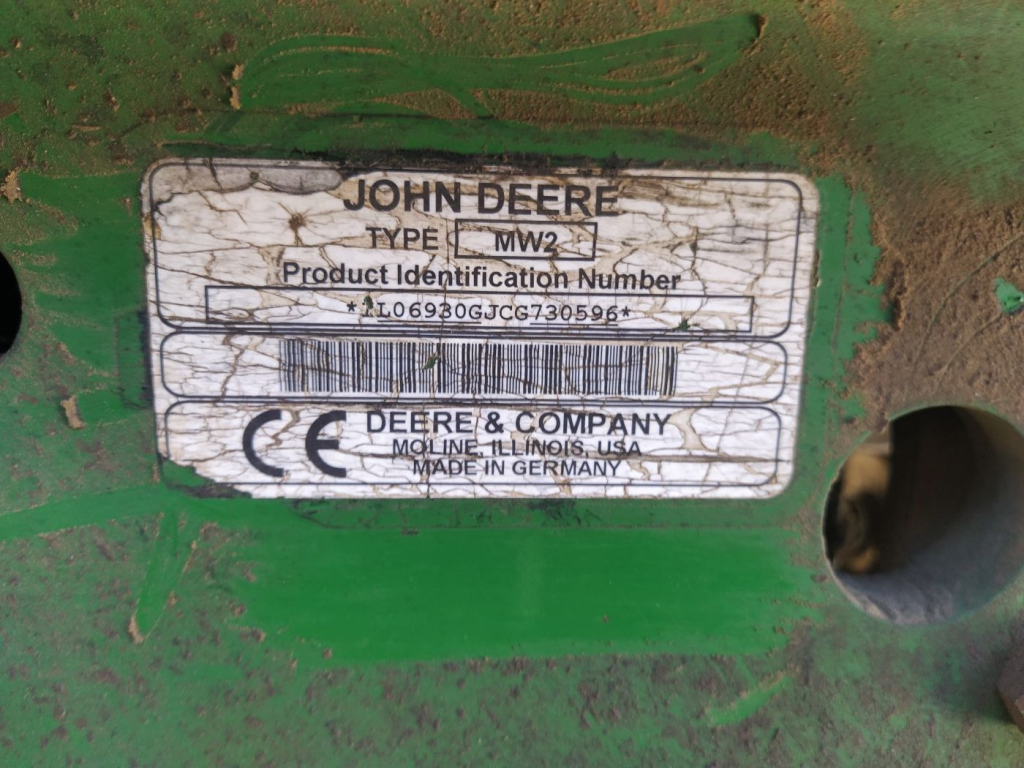 JOHN DEERE
TYPE MW2
Product Identification Number
*1L06930GJCG730596*
CE
DEERE & COMPANY
MOLINE, ILLINOIS, USA
MADE IN GERMANY